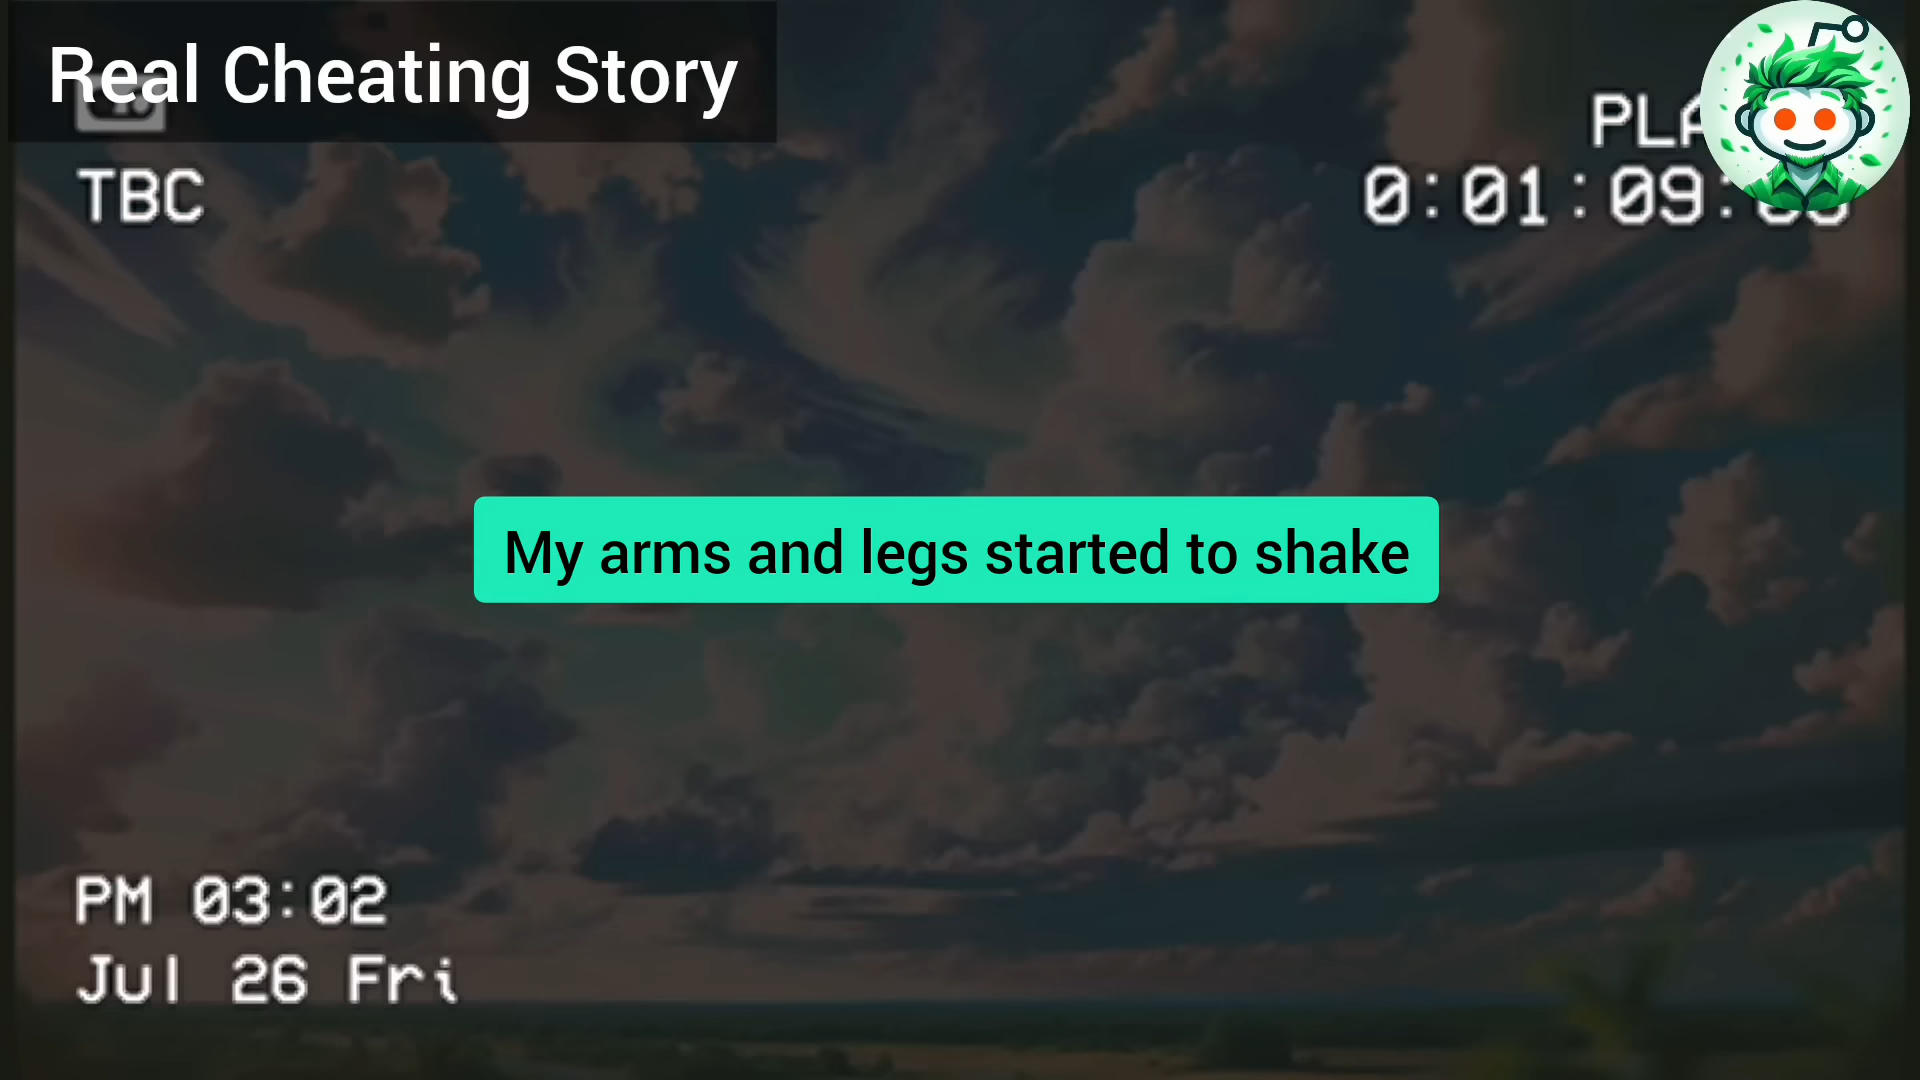 Real Cheating Story
TBC
0:01:09:
My arms and legs started to shake
PM 03:02
Jul 26 Fri